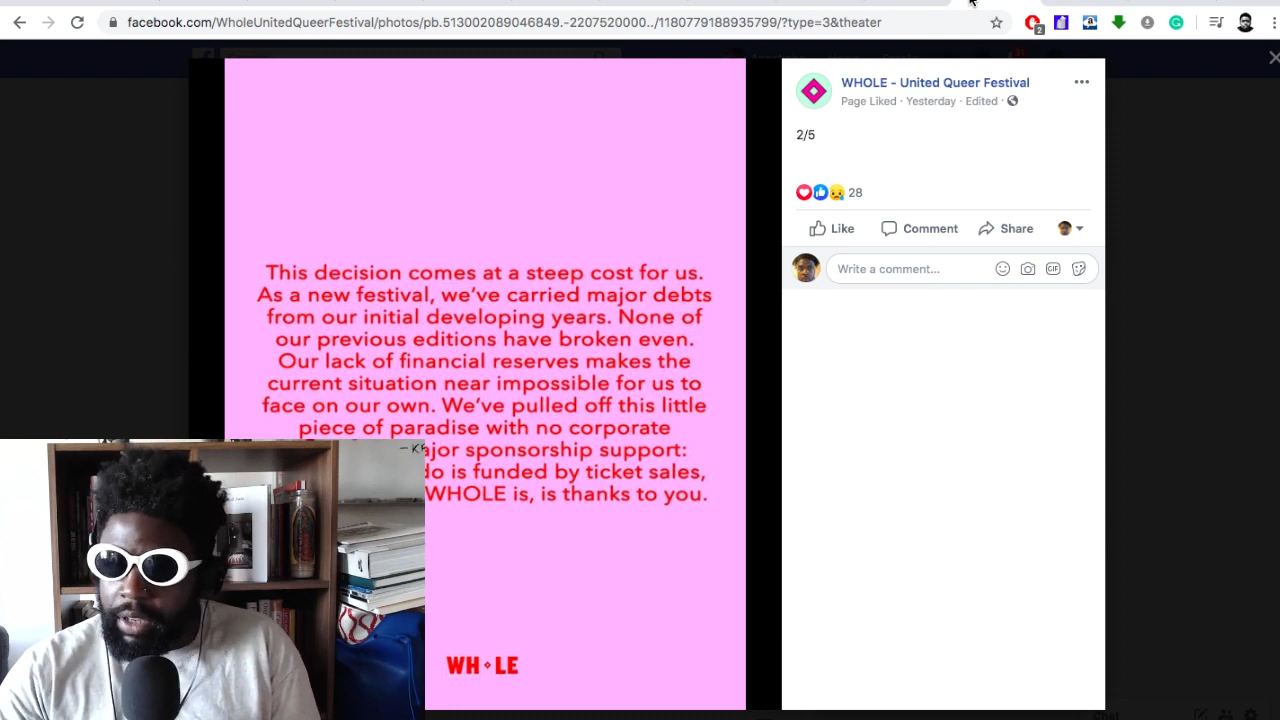 facebook.com/WholeUnitedQueerFestival/photos/pb.513002089046849.-2207520000../1180779188935799/?type=3&theater
2
This decision comes at a steep cost for us.
As a new festival, we've carried major debts
from our initial developing years. None of
our previous editions have broken even.
Our lack of financial reserves makes the
current situation near impossible for us to
face on our own. We've pulled off this little
piece of paradise with no corporate
ajor sponsorship support:
do is funded by ticket sales,
WHOLE is, is thanks to you.
WH⋄LE
WHOLE - United Queer Festival
Page Liked · Yesterday · Edited ·
2/5
28
Like Comment Share
Write a comment...
GIF